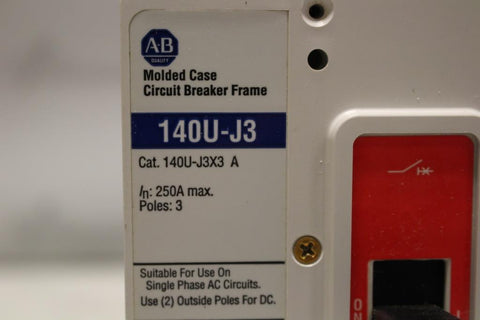 A-B
QUALITY
Molded Case
Circuit Breaker Frame
140U-J3
Cat. 140U-J3X3 A
In: 250A max.
Poles: 3
Suitable For Use On
Single Phase AC Circuits.
Use (2) Outside Poles For DC.
ON